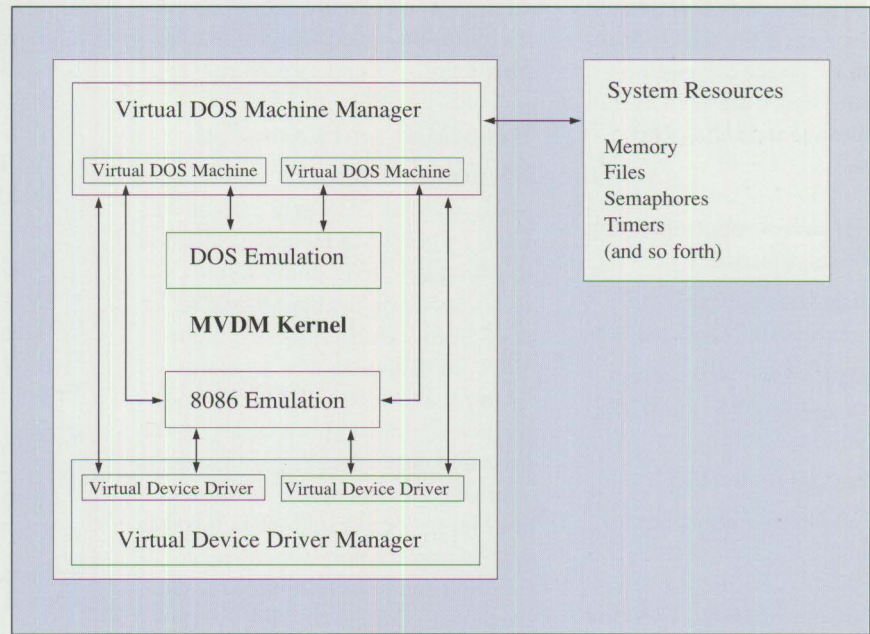 Virtual DOS Machine Manager
Virtual DOS Machine
Virtual DOS Machine
DOS Emulation
MVDM Kernel
8086 Emulation
Virtual Device Driver
Virtual Device Driver
Virtual Device Driver Manager
System Resources
Memory
Files
Semaphores
Timers
(and so forth)